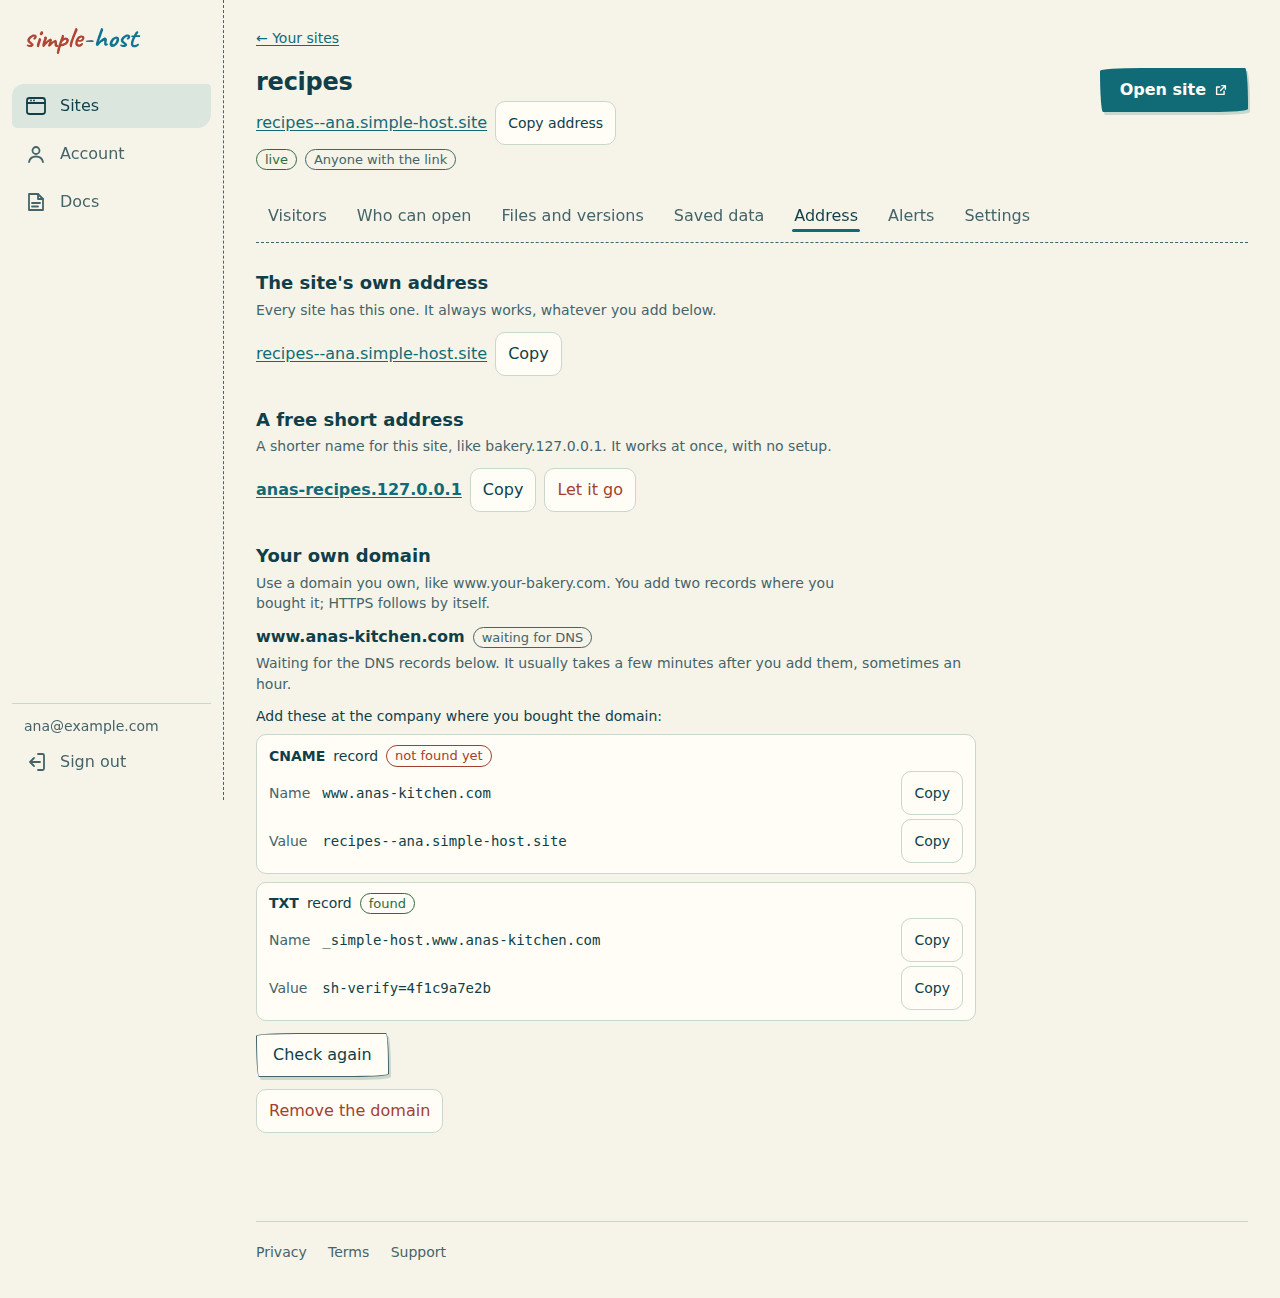 simple-host
Sites
Account
Docs
ana@example.com
Sign out
← Your sites
recipes
Open site
recipes--ana.simple-host.site Copy address
live Anyone with the link
Visitors Who can open Files and versions Saved data Address Alerts Settings
The site's own address
Every site has this one. It always works, whatever you add below.
recipes--ana.simple-host.site Copy
A free short address
A shorter name for this site, like bakery.127.0.0.1. It works at once, with no setup.
anas-recipes.127.0.0.1 Copy Let it go
Your own domain
Use a domain you own, like www.your-bakery.com. You add two records where you
bought it; HTTPS follows by itself.
www.anas-kitchen.com waiting for DNS
Waiting for the DNS records below. It usually takes a few minutes after you add them, sometimes an
hour.
Add these at the company where you bought the domain:
CNAME record not found yet
Name www.anas-kitchen.com Copy
Value recipes--ana.simple-host.site Copy
TXT record found
Name _simple-host.www.anas-kitchen.com Copy
Value sh-verify=4f1c9a7e2b Copy
Check again
Remove the domain
Privacy Terms Support